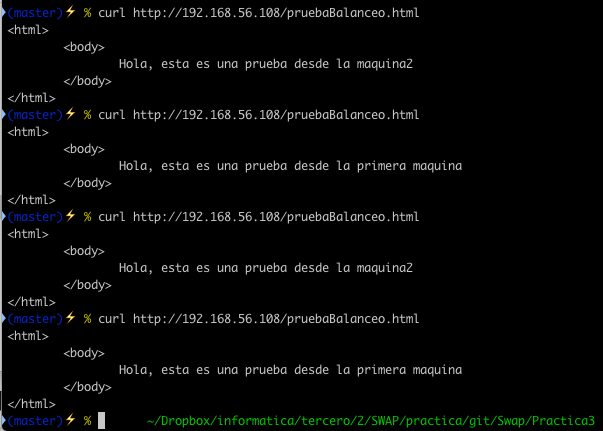 (master)⚡ % curl http://192.168.56.108/pruebaBalanceo.html
<html>
        <body>
                Hola, esta es una prueba desde la maquina2
        </body>
</html>
(master)⚡ % curl http://192.168.56.108/pruebaBalanceo.html
<html>
        <body>
                Hola, esta es una prueba desde la primera maquina
        </body>
</html>
(master)⚡ % curl http://192.168.56.108/pruebaBalanceo.html
<html>
        <body>
                Hola, esta es una prueba desde la maquina2
        </body>
</html>
(master)⚡ % curl http://192.168.56.108/pruebaBalanceo.html
<html>
        <body>
                Hola, esta es una prueba desde la primera maquina
        </body>
</html>
(master)⚡ % ~/Dropbox/informatica/tercero/2/SWAP/practica/git/Swap/Practica3